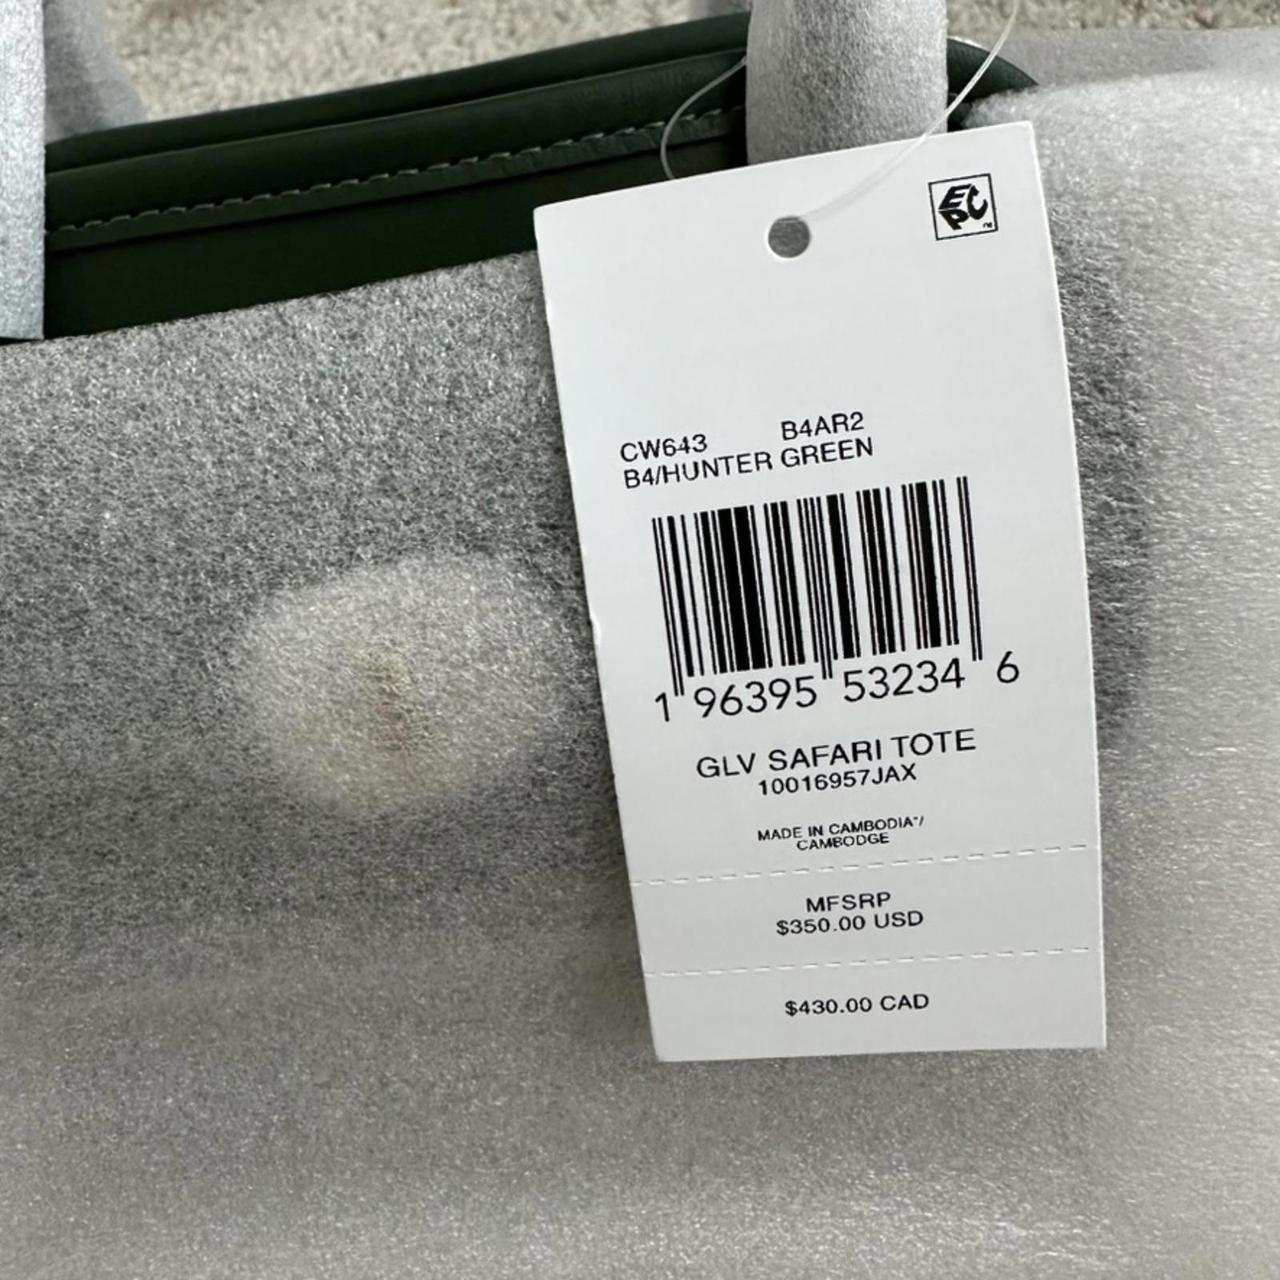 EPC
CW643 B4AR2
B4/HUNTER GREEN
1 96395 53234 6
GLV SAFARI TOTE
10016957JAX
MADE IN CAMBODIA*/
CAMBODGE
MFSRP
$350.00 USD
$430.00 CAD